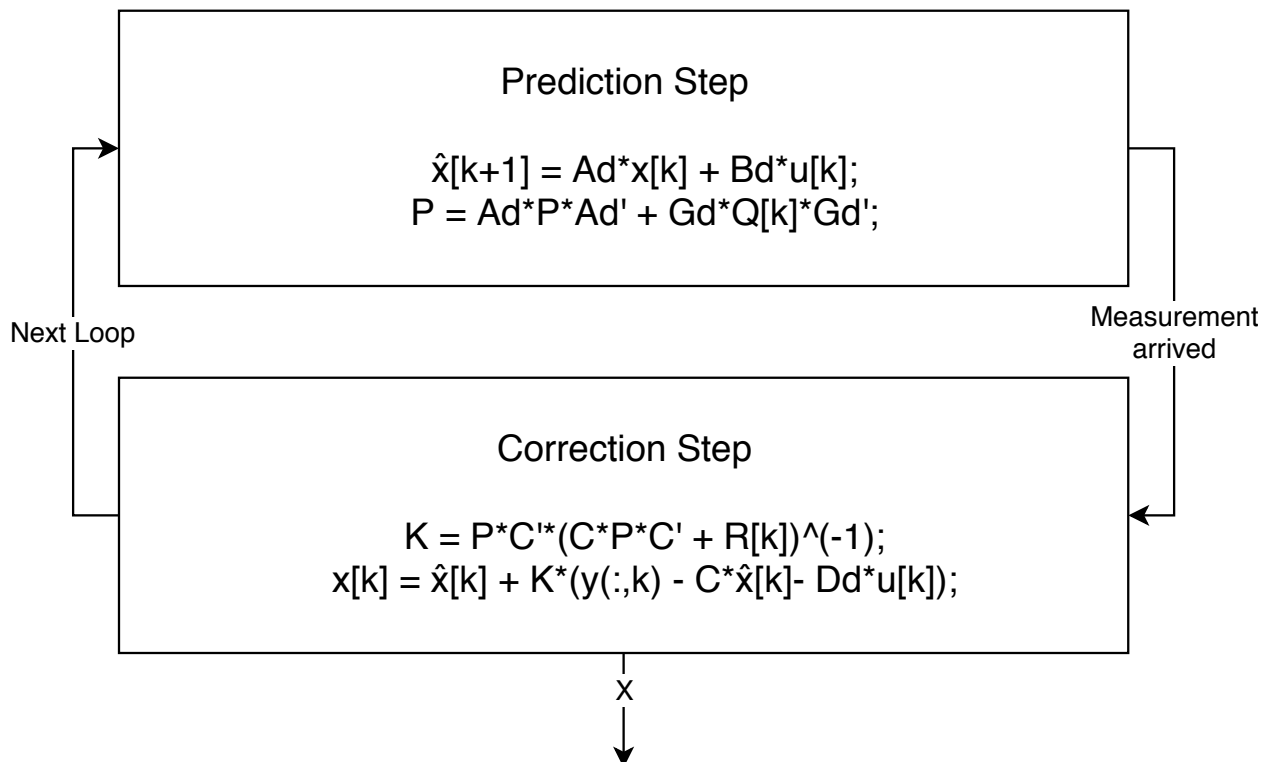 Prediction Step
x̂[k+1] = Ad*x[k] + Bd*u[k];
P = Ad*P*Ad' + Gd*Q[k]*Gd';
Next Loop
Measurement
arrived
Correction Step
K = P*C'*(C*P*C' + R[k])^(-1);
x[k] = x̂[k] + K*(y(:,k) - C*x̂[k]- Dd*u[k]);
x